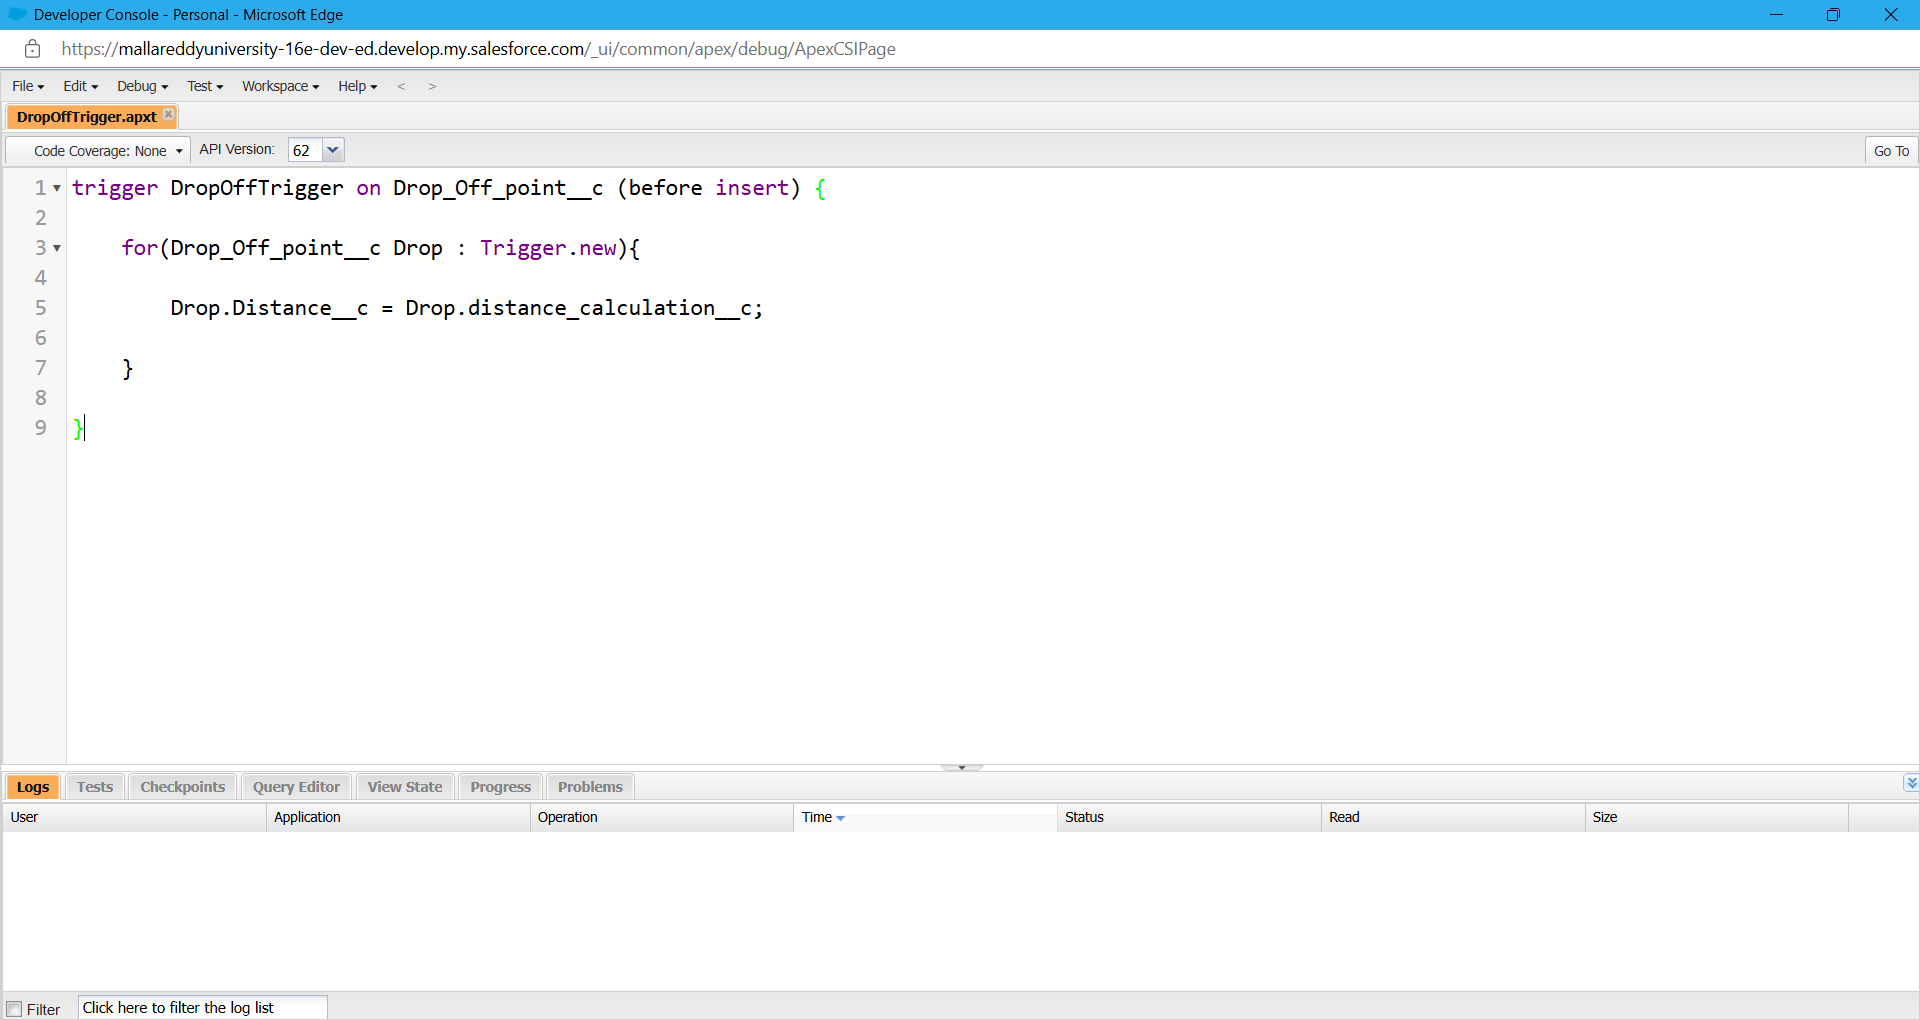 Developer Console - Personal - Microsoft Edge
https://mallareddyuniversity-16e-dev-ed.develop.my.salesforce.com/_ui/common/apex/debug/ApexCSIPage
File Edit Debug Test Workspace Help < >
DropOffTrigger.apxt
Code Coverage: None API Version: 62 Go To
1 trigger DropOffTrigger on Drop_Off_point__c (before insert) {
2
3 for(Drop_Off_point__c Drop : Trigger.new){
4
5 Drop.Distance__c = Drop.distance_calculation__c;
6
7 }
8
9 }
Logs Tests Checkpoints Query Editor View State Progress Problems
User Application Operation Time Status Read Size
Filter Click here to filter the log list